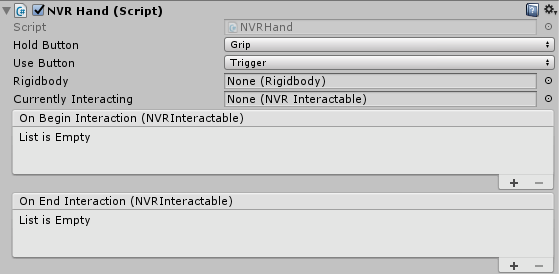 NVR Hand (Script)
Script NVRHand
Hold Button Grip
Use Button Trigger
Rigidbody None (Rigidbody)
Currently Interacting None (NVR Interactable)
On Begin Interaction (NVRInteractable)
List is Empty
+ −
On End Interaction (NVRInteractable)
List is Empty
+ −